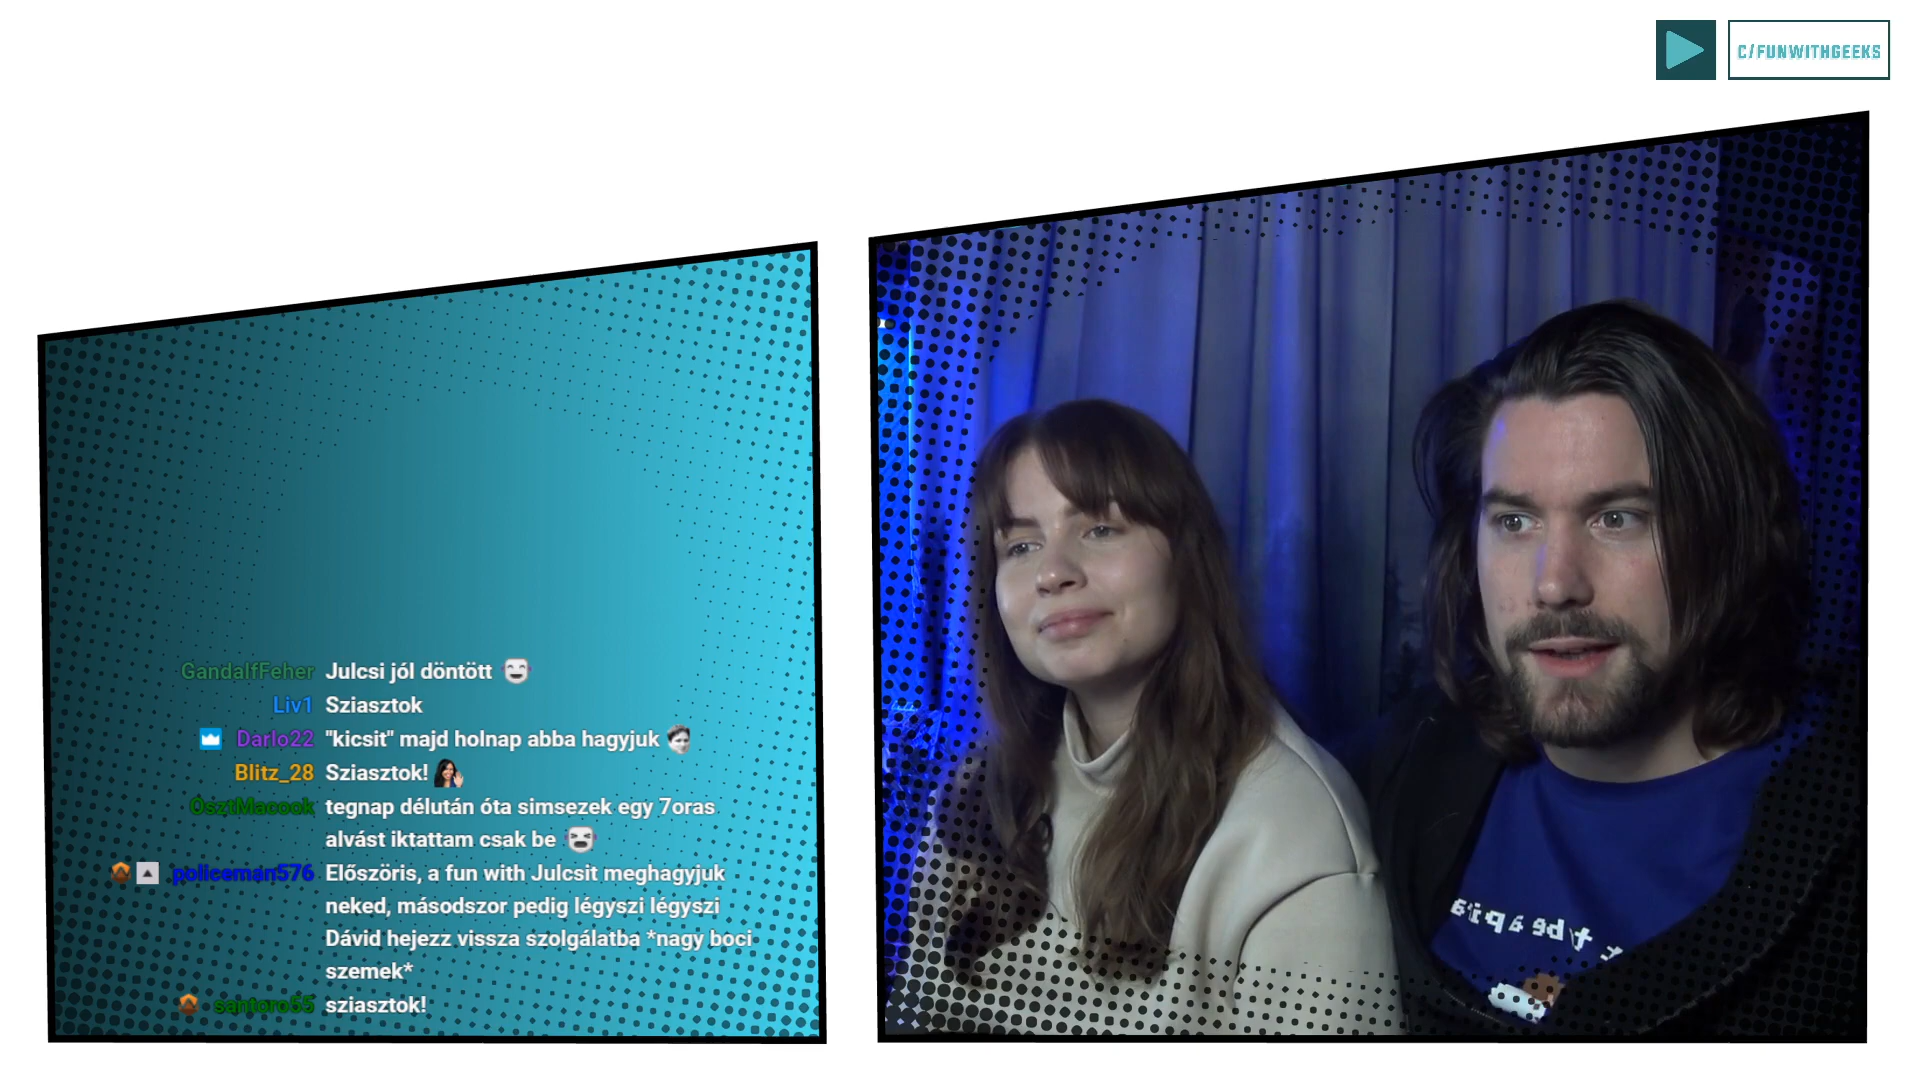 C/FUNWITHGEEKS
GandalfFeher Julcsi jól döntött
Liv1 Sziasztok
Darlo22 "kicsit" majd holnap abba hagyjuk
Blitz_28 Sziasztok!
OsztMacook tegnap délután óta simsezek egy 7oras
alvást iktattam csak be
policeman576 Előszöris, a fun with Julcsit meghagyjuk
neked, másodszor pedig légyszi légyszi
Dávid hejezz vissza szolgálatba *nagy boci
szemek*
santoro55 sziasztok!